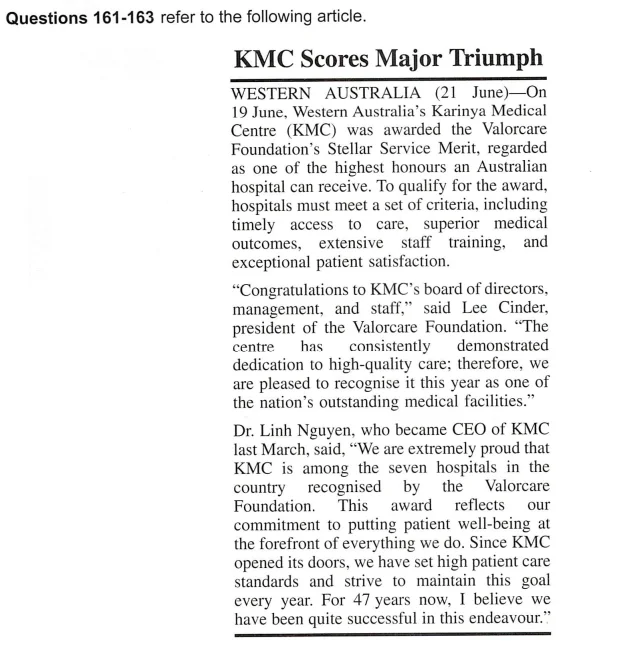 Questions 161-163 refer to the following article.
KMC Scores Major Triumph
WESTERN AUSTRALIA (21 June)—On
19 June, Western Australia's Karinya Medical
Centre (KMC) was awarded the Valorcare
Foundation's Stellar Service Merit, regarded
as one of the highest honours an Australian
hospital can receive. To qualify for the award,
hospitals must meet a set of criteria, including
timely access to care, superior medical
outcomes, extensive staff training, and
exceptional patient satisfaction.
"Congratulations to KMC's board of directors,
management, and staff," said Lee Cinder,
president of the Valorcare Foundation. "The
centre has consistently demonstrated
dedication to high-quality care; therefore, we
are pleased to recognise it this year as one of
the nation's outstanding medical facilities."
Dr. Linh Nguyen, who became CEO of KMC
last March, said, "We are extremely proud that
KMC is among the seven hospitals in the
country recognised by the Valorcare
Foundation. This award reflects our
commitment to putting patient well-being at
the forefront of everything we do. Since KMC
opened its doors, we have set high patient care
standards and strive to maintain this goal
every year. For 47 years now, I believe we
have been quite successful in this endeavour."